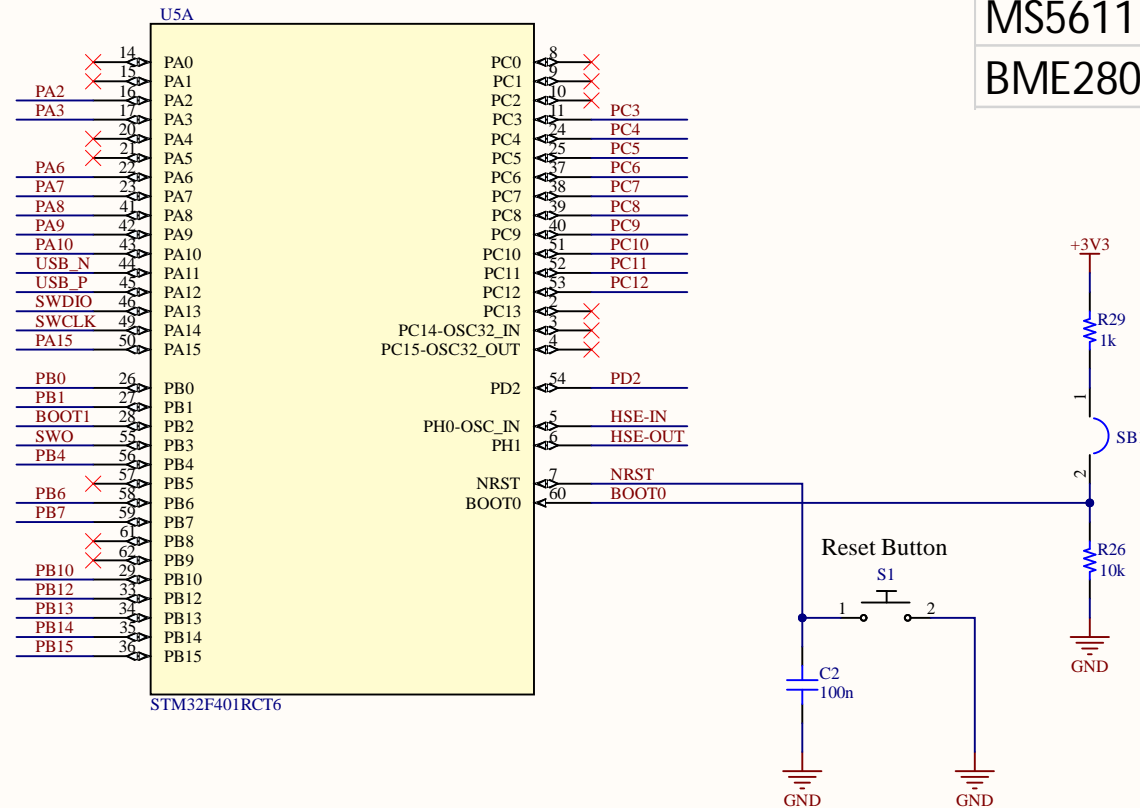 U5A
MS5611
BME280
14 PA0
15 PA1
PA2 16 PA2
PA3 17 PA3
20 PA4
21 PA5
PA6 22 PA6
PA7 23 PA7
PA8 41 PA8
PA9 42 PA9
PA10 43 PA10
USB_N 44 PA11
USB_P 45 PA12
SWDIO 46 PA13
SWCLK 49 PA14
PA15 50 PA15
PB0 26 PB0
PB1 27 PB1
BOOT1 28 PB2
SWO 55 PB3
PB4 56 PB4
57 PB5
PB6 58 PB6
PB7 59 PB7
61 PB8
62 PB9
PB10 29 PB10
PB12 33 PB12
PB13 34 PB13
PB14 35 PB14
PB15 36 PB15
PC0 8
PC1 9
PC2 10
PC3 11 PC3
PC4 24 PC4
PC5 25 PC5
PC6 37 PC6
PC7 38 PC7
PC8 39 PC8
PC9 40 PC9
PC10 51 PC10
PC11 52 PC11
PC12 53 PC12
PC13 2
PC14-OSC32_IN 3
PC15-OSC32_OUT 4
PD2 54 PD2
PH0-OSC_IN 5 HSE-IN
PH1 6 HSE-OUT
NRST 7 NRST
BOOT0 60 BOOT0
STM32F401RCT6
+3V3
R29
1k
1
SB
2
R26
10k
GND
Reset Button
S1
1 2
C2
100n
GND
GND